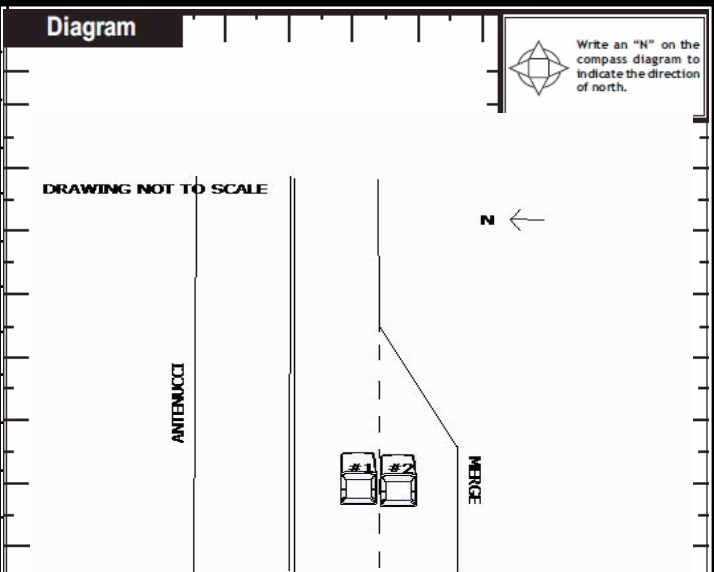 Diagram
Write an “N” on the
compass diagram to
indicate the direction
of north.
DRAWING NOT TO SCALE
N
ANTENUCCI
#1 #2
MERGE